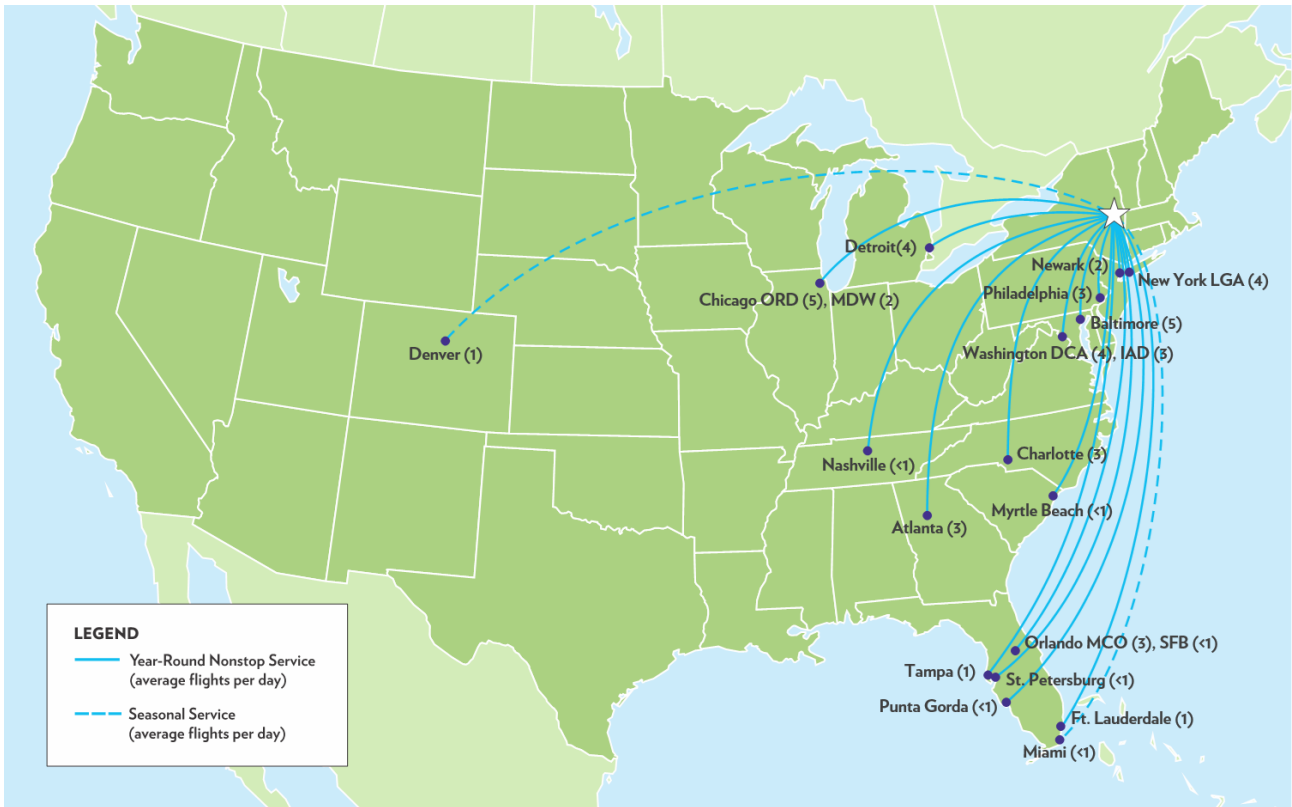 Detroit(4)
Newark (2)
New York LGA (4)
Philadelphia (3)
Chicago ORD (5), MDW (2)
Baltimore (5)
Denver (1)
Washington DCA (4), IAD (3)
Nashville (<1)
Charlotte (3)
Myrtle Beach (<1)
Atlanta (3)
LEGEND
Year-Round Nonstop Service
(average flights per day)
Seasonal Service
(average flights per day)
Orlando MCO (3), SFB (<1)
Tampa (1)
St. Petersburg (<1)
Punta Gorda (<1)
Ft. Lauderdale (1)
Miami (<1)